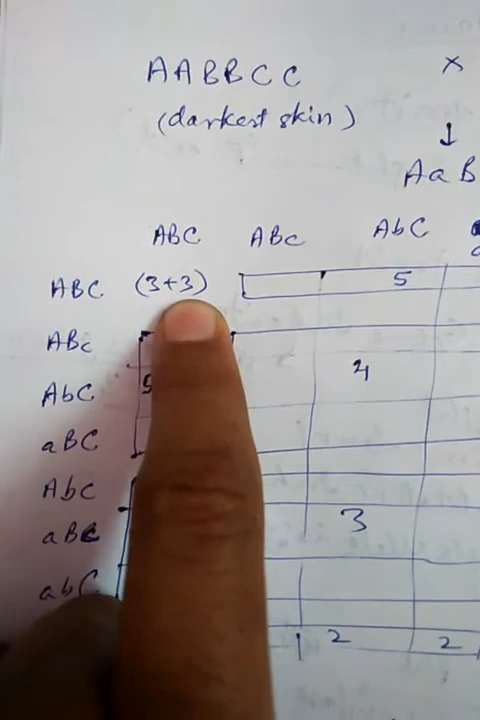 AABBCC ×
(darkest skin)
↓
AaB
ABC ABc AbC
ABC (3+3) 5
ABc
AbC 4
aBC
Abc
aBc 3
abC
1 2 2